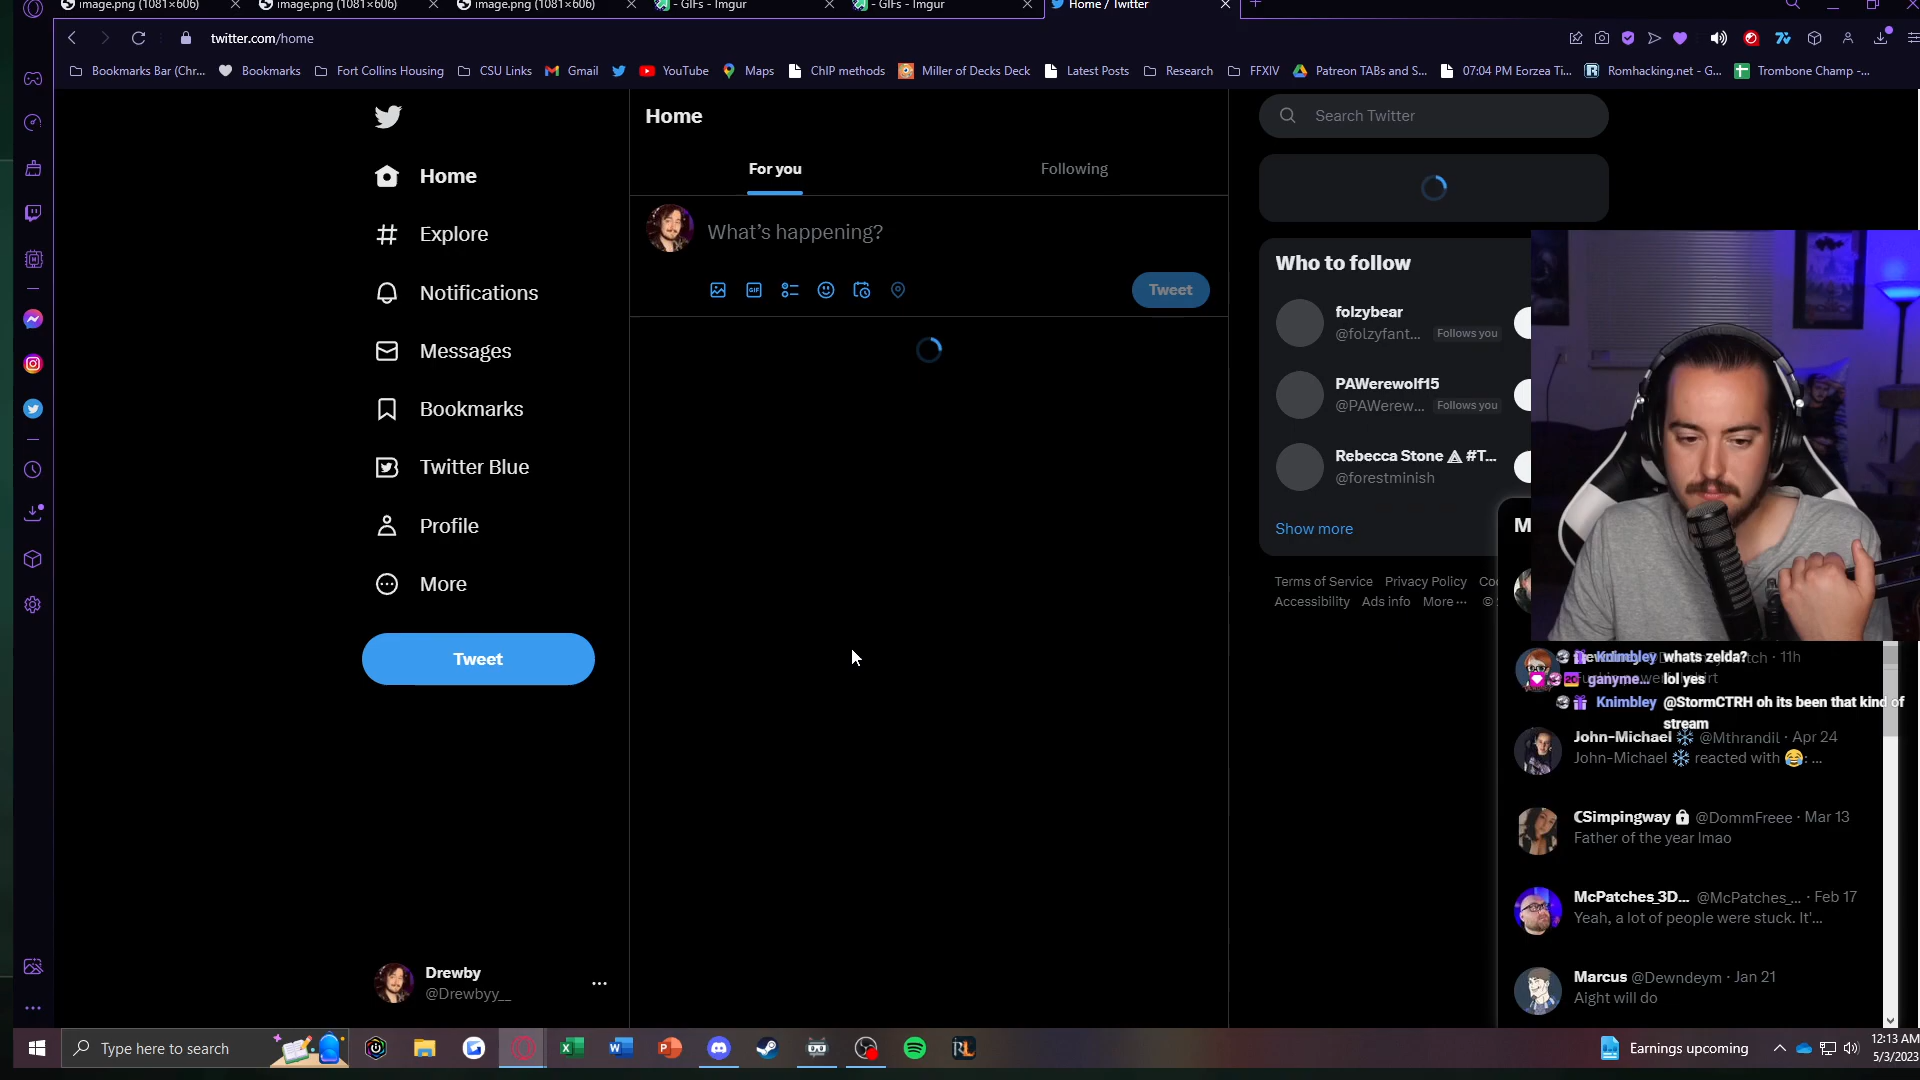 image.png (1081×606)
image.png (1081×606)
image.png (1081×606)
- GIFs - Imgur
- GIFs - Imgur
Home / Twitter
twitter.com/home
Bookmarks Bar (Chr...
Bookmarks
Fort Collins Housing
CSU Links
Gmail
YouTube
Maps
ChIP methods
Miller of Decks Deck
Latest Posts
Research
FFXIV
Patreon TABs and S...
07:04 PM Eorzea Ti...
Romhacking.net - G...
Trombone Champ -...
Home
Explore
Notifications
Messages
Bookmarks
Twitter Blue
Profile
More
Tweet
Drewby
@Drewbyy__
Home
For you
Following
What's happening?
GIF
Tweet
Search Twitter
Who to follow
folzybear
@folzyfant... Follows you
PAWerewolf15
@PAWerew... Follows you
Rebecca Stone #T...
@forestminish
Show more
Terms of Service Privacy Policy
Accessibility Ads info More ... ©
M
Knimbley whats zelda?
11h
ganyme... lol yes
Knimbley @StormCTRH oh its been that kind of
stream
John-Michael @Mthrandil · Apr 24
John-Michael reacted with 😂: ...
ℂSimpingway @DommFreee · Mar 13
Father of the year lmao
McPatches_3D... @McPatches_... · Feb 17
Yeah, a lot of people were stuck. It'...
Marcus @Dewndeym · Jan 21
Aight will do
Type here to search
Earnings upcoming
12:13 AM
5/3/2023